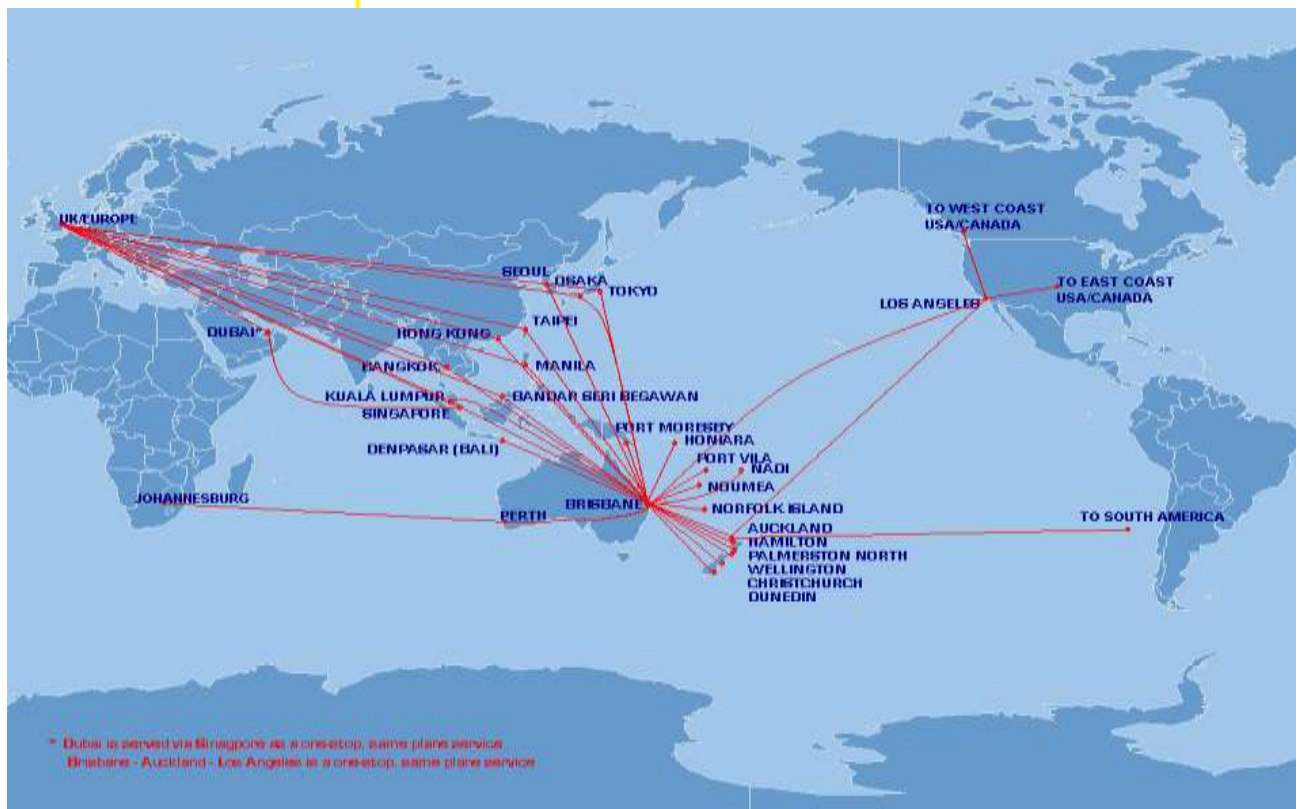 UK/EUROPE
TO WEST COAST
USA/CANADA
SEOUL
OSAKA
TOKYO
TO EAST COAST
USA/CANADA
LOS ANGELES
TAIPEI
DUBAI*
HONG KONG
BANGKOK
MANILA
KUALA LUMPUR
BANDAR SERI BEGAWAN
SINGAPORE
PORT MORESBY
DENPASAR (BALI)
HONIARA
PORT VILA
NADI
NOUMEA
JOHANNESBURG
BRISBANE
NORFOLK ISLAND
PERTH
TO SOUTH AMERICA
AUCKLAND
HAMILTON
PALMERSTON NORTH
WELLINGTON
CHRISTCHURCH
DUNEDIN
* Dubai is served via Sinagpore as a one-stop, same plane service
Brisbane - Auckland - Los Angeles is a one-stop, same plane service